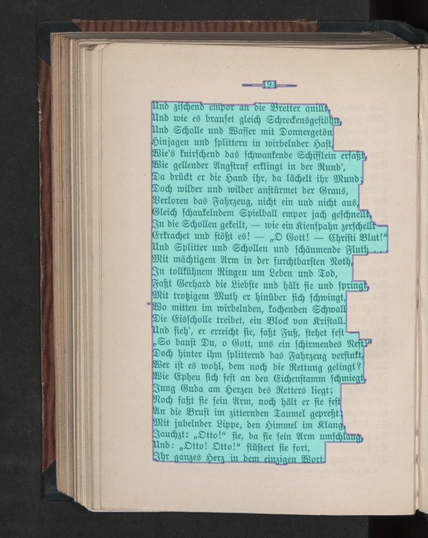 Und zischend empor an die Bretter quillt,
Und wie es brauset gleich Schreckensgestöhn,
Und Scholle und Wasser mit Donnergetön
Hinjagen und splittern in wirbelnder Hast,
Wie's knirschend das schwankende Schifflein erfaßt,
Wie gellender Angstruf erklingt in der Rund',
Da drückt er die Hand ihr, da lächelt ihr Mund;
Doch wilder und wilder anstürmet der Graus,
Verloren das Fahrzeug, nicht ein und nicht aus,
Gleich schaukelndem Spielball empor jach geschnellt,
In die Schollen gekeilt, — wie ein Kienspahn zerschellt
Erkrachet und stößt es! — „O Gott! — Christi Blut!“
Und Splitter und Schollen und schäumende Fluth
Mit mächtigem Arm in der furchtbarsten Noth,
In tollkühnem Ringen um Leben und Tod,
Faßt Gerhard die Liebste und hält sie und springt,
Mit trotzigem Muth er hinüber sich schwingt,
Wo mitten im wirbelnden, kochenden Schwall
Die Eisscholle treibet, ein Block von Kristall.
Und sieh', er erreicht sie, faßt Fuß, stehet fest
„So baust Du, o Gott, uns ein schirmendes Nest?“
Doch hinter ihm splitternd das Fahrzeug versinkt,
Wer ist es wohl, dem noch die Rettung gelingt?
Wie Epheu sich fest an den Eichenstamm schmiegt,
Jung Guda am Herzen des Retters liegt;
Noch faßt sie sein Arm, noch hält er sie fest
An die Brust im zitternden Taumel gepreßt;
Mit jubelnder Lippe, den Himmel im Klang,
Jauchzt: „Otto!“ sie, da sie sein Arm umschlang,
Und: „Otto! Otto!“ flüstert sie fort,
Ihr ganzes Herz in dem einzigen Wort.